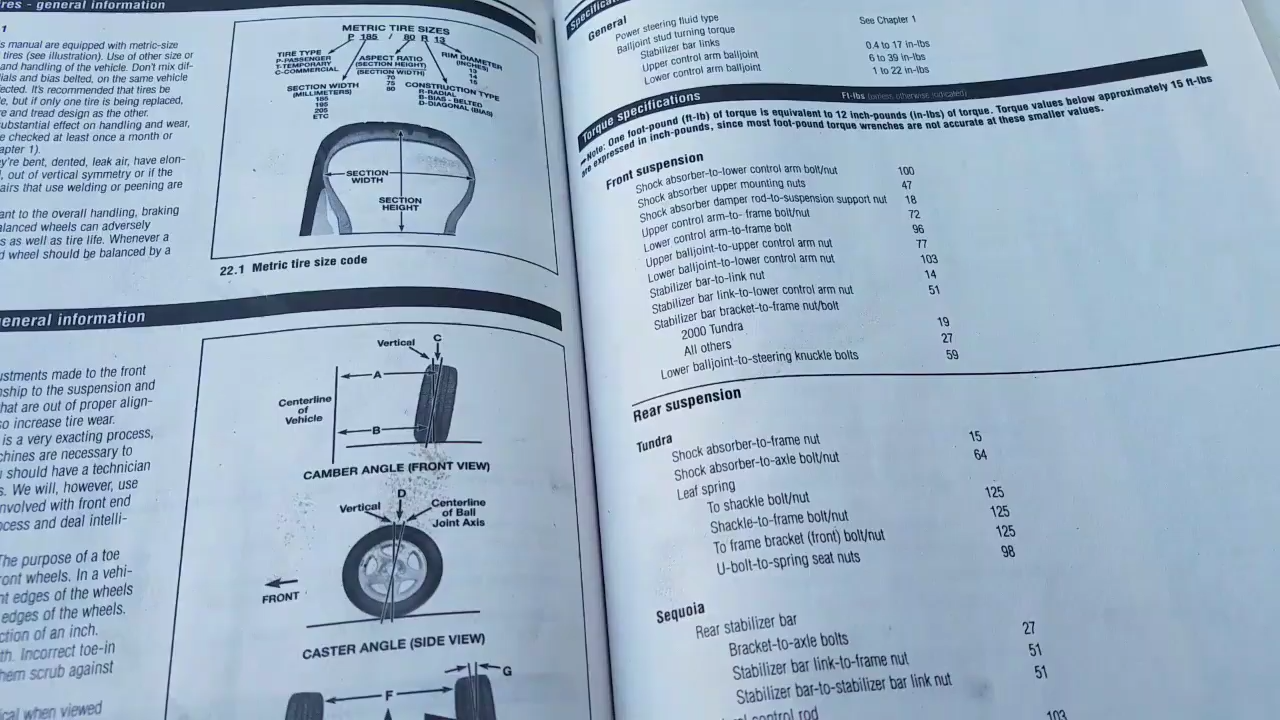 ires - general information
1
s manual are equipped with metric-size
tires (see illustration). Use of other size or
and handling of the vehicle. Don't mix dif-
ials and bias belted, on the same vehicle
ected. It's recommended that tires be
e, but if only one tire is being replaced,
re and tread design as the other.
substantial effect on handling and wear,
e checked at least once a month or
apter 1).
y're bent, dented, leak air, have elon-
, out of vertical symmetry or if the
airs that use welding or peening are
ant to the overall handling, braking
alanced wheels can adversely
s as well as tire life. Whenever a
d wheel should be balanced by a
METRIC TIRE SIZES
P 185 / 80 R 13
TIRE TYPE
P-PASSENGER
T-TEMPORARY
C-COMMERCIAL
ASPECT RATIO
(SECTION HEIGHT)
(SECTION WIDTH)
70
75
80
RIM DIAMETER
(INCHES)
13
14
15
SECTION WIDTH
(MILLIMETERS)
185
195
205
ETC
CONSTRUCTION TYPE
R-RADIAL
B-BIAS - BELTED
D-DIAGONAL (BIAS)
SECTION
WIDTH
SECTION
HEIGHT
22.1 Metric tire size code
general information
ustments made to the front
nship to the suspension and
that are out of proper align-
so increase tire wear.
is a very exacting process,
chines are necessary to
should have a technician
s. We will, however, use
nvolved with front end
ocess and deal intelli-
The purpose of a toe
ront wheels. In a vehi-
nt edges of the wheels
edges of the wheels.
ction of an inch.
th. Incorrect toe-in
hem scrub against
ical when viewed
Vertical
C
A
Centerline
of
Vehicle
B
CAMBER ANGLE (FRONT VIEW)
D
Vertical
Centerline
of Ball
Joint Axis
FRONT
CASTER ANGLE (SIDE VIEW)
G
F
Specificat
General
Power steering fluid type See Chapter 1
Balljoint stud turning torque
Stabilizer bar links 0.4 to 17 in-lbs
Upper control arm balljoint 6 to 39 in-lbs
Lower control arm balljoint 1 to 22 in-lbs
Torque specifications Ft-lbs (unless otherwise indicated)
Note: One foot-pound (ft-lb) of torque is equivalent to 12 inch-pounds (in-lbs) of torque. Torque values below approximately 15 ft-lbs
are expressed in inch-pounds, since most foot-pound torque wrenches are not accurate at these smaller values.
Front suspension
Shock absorber-to-lower control arm bolt/nut 100
Shock absorber upper mounting nuts 47
Shock absorber damper rod-to-suspension support nut 18
Upper control arm-to- frame bolt/nut 72
Lower control arm-to-frame bolt 96
Upper balljoint-to-upper control arm nut 77
Lower balljoint-to-lower control arm nut 103
Stabilizer bar-to-link nut 14
Stabilizer bar link-to-lower control arm nut 51
Stabilizer bar bracket-to-frame nut/bolt
2000 Tundra 19
All others 27
Lower balljoint-to-steering knuckle bolts 59
Rear suspension
Tundra
Shock absorber-to-frame nut 15
Shock absorber-to-axle bolt/nut 64
Leaf spring
To shackle bolt/nut 125
Shackle-to-frame bolt/nut 125
To frame bracket (front) bolt/nut 125
U-bolt-to-spring seat nuts 98
Sequoia
Rear stabilizer bar
Bracket-to-axle bolts 27
Stabilizer bar link-to-frame nut 51
Stabilizer bar-to-stabilizer bar link nut 51
control rod 103